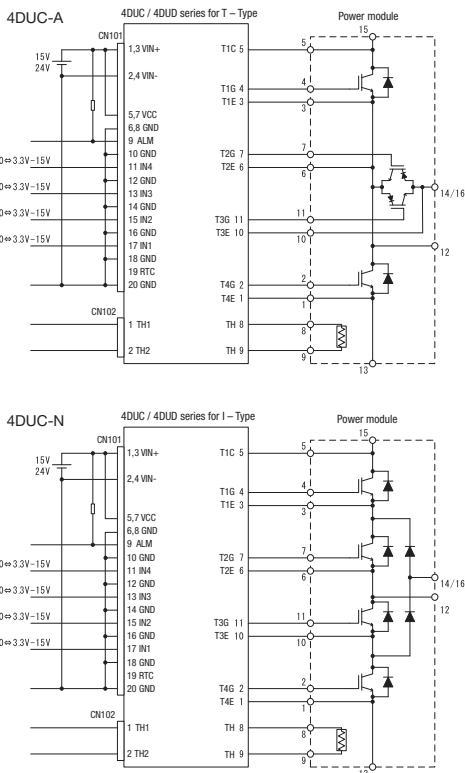 4DUC-A
4DUC / 4DUD series for T – Type
Power module
CN101
15V
24V
1,3 VIN+
2,4 VIN-
5,7 VCC
6,8 GND
9 ALM
10 GND
11 IN4
12 GND
13 IN3
14 GND
15 IN2
16 GND
17 IN1
18 GND
19 RTC
20 GND
0⇔3.3V-15V
0⇔3.3V-15V
0⇔3.3V-15V
0⇔3.3V-15V
CN102
1 TH1
2 TH2
T1C 5
T1G 4
T1E 3
T2G 7
T2E 6
T3G 11
T3E 10
T4G 2
T4E 1
TH 8
TH 9
5
4
3
7
6
11
10
2
1
8
9
15
14/16
12
13
4DUC-N
4DUC / 4DUD series for I – Type
Power module
CN101
15V
24V
1,3 VIN+
2,4 VIN-
5,7 VCC
6,8 GND
9 ALM
10 GND
11 IN4
12 GND
13 IN3
14 GND
15 IN2
16 GND
17 IN1
18 GND
19 RTC
20 GND
0⇔3.3V-15V
0⇔3.3V-15V
0⇔3.3V-15V
0⇔3.3V-15V
CN102
1 TH1
2 TH2
T1C 5
T1G 4
T1E 3
T2G 7
T2E 6
T3G 11
T3E 10
T4G 2
T4E 1
TH 8
TH 9
5
4
3
7
6
11
10
2
1
8
9
15
14/16
12